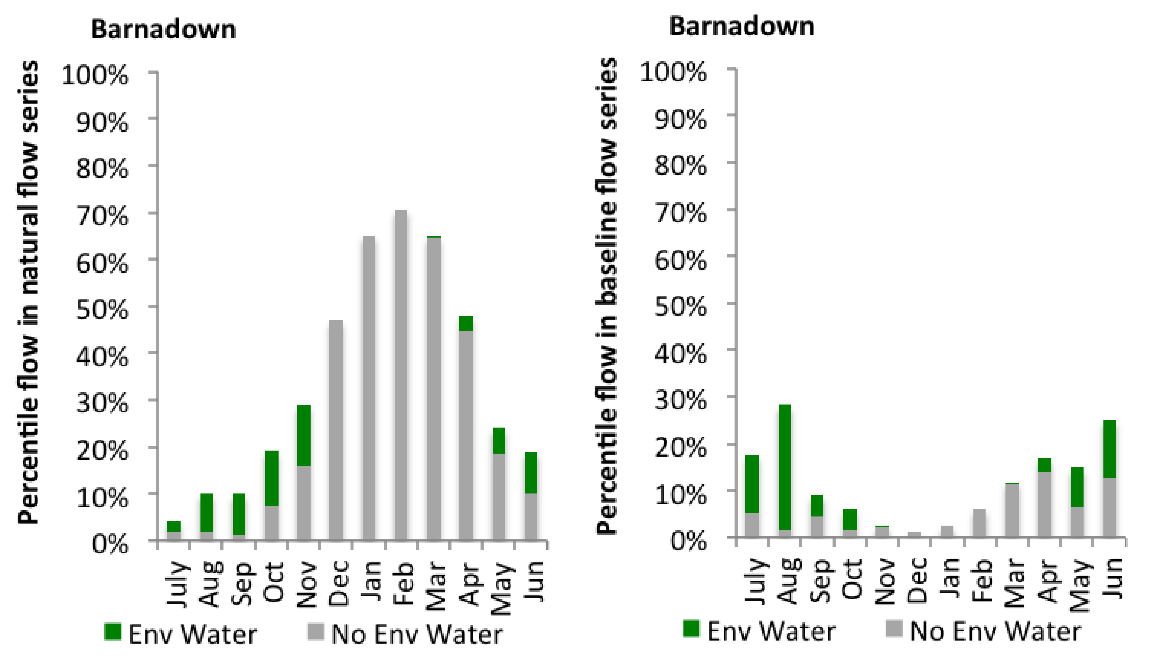 Barnadown
Percentile flow in natural flow series
100%
90%
80%
70%
60%
50%
40%
30%
20%
10%
0%
July Aug Sep Oct Nov Dec Jan Feb Mar Apr May Jun
Env Water No Env Water
Barnadown
Percentile flow in baseline flow series
100%
90%
80%
70%
60%
50%
40%
30%
20%
10%
0%
July Aug Sep Oct Nov Dec Jan Feb Mar Apr May Jun
Env Water No Env Water